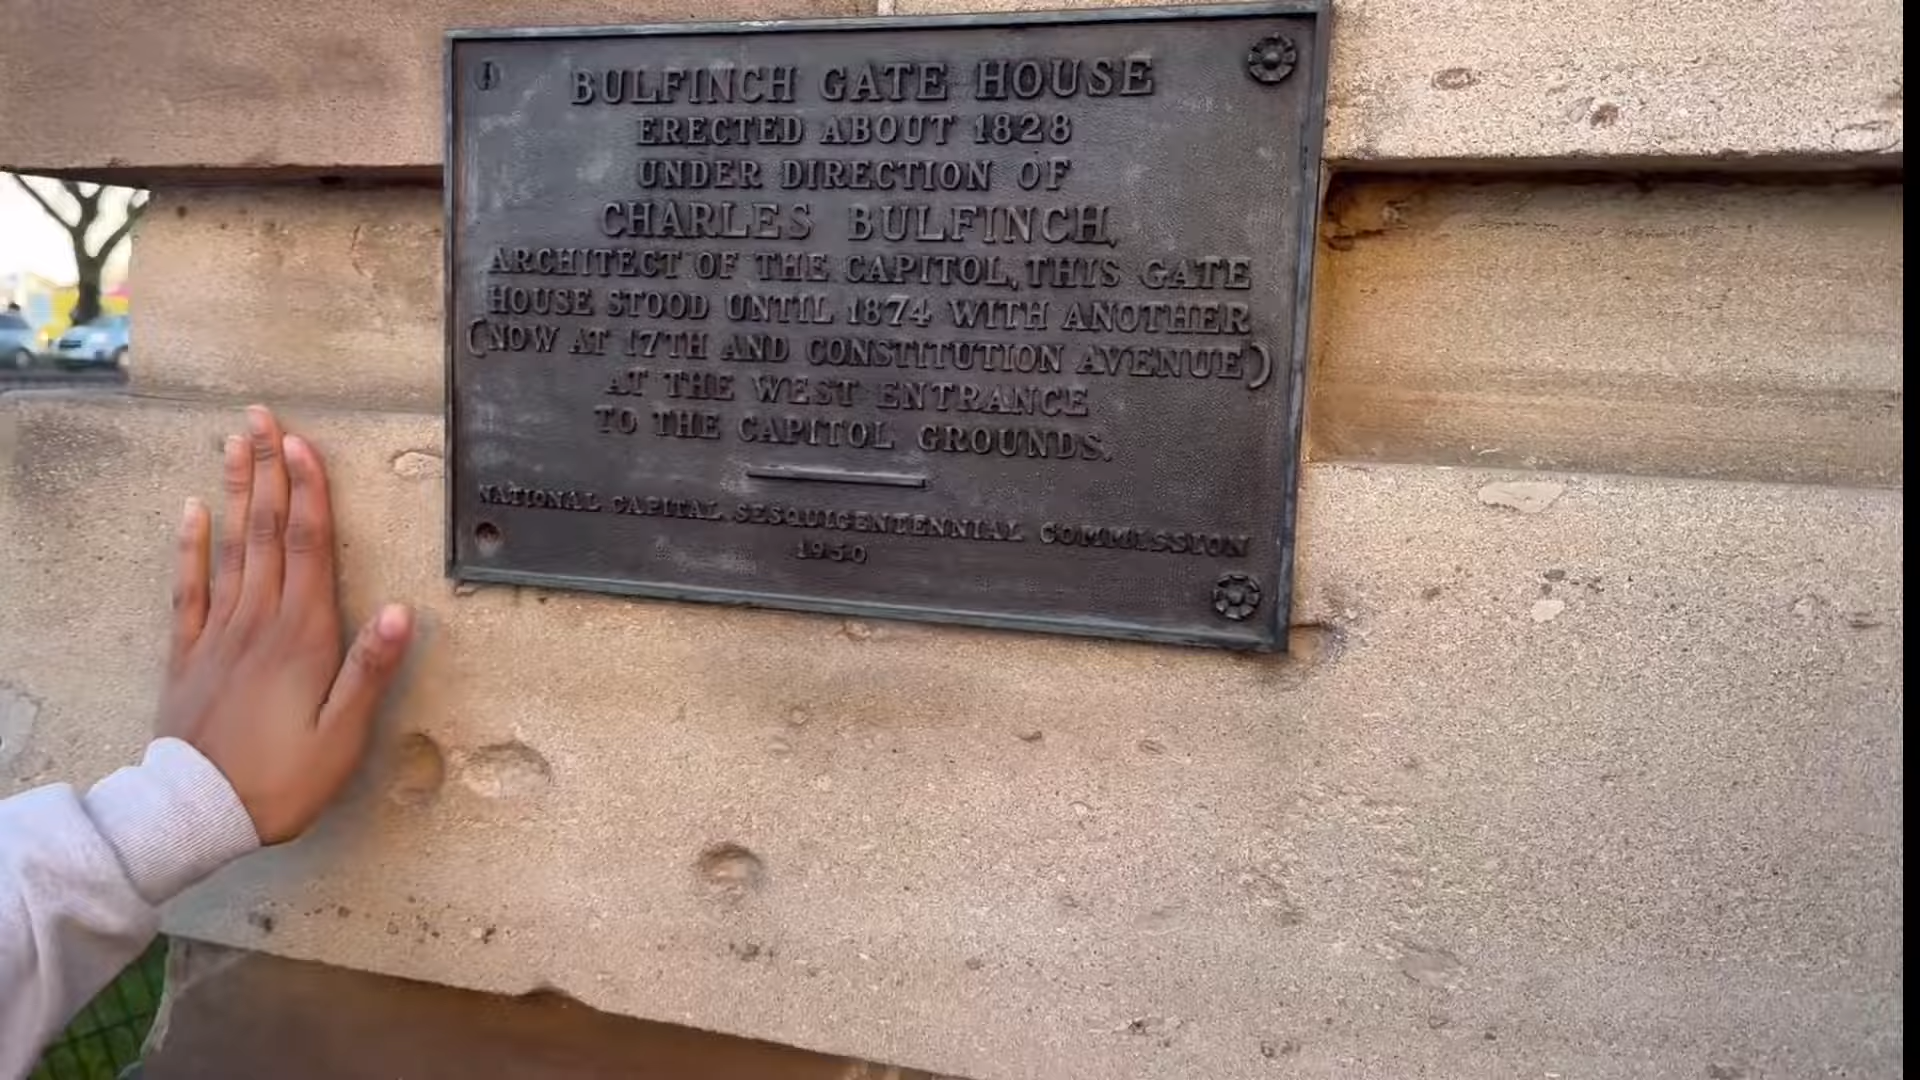 BULFINCH GATE HOUSE
ERECTED ABOUT 1828
UNDER DIRECTION OF
CHARLES BULFINCH,
ARCHITECT OF THE CAPITOL, THIS GATE
HOUSE STOOD UNTIL 1874 WITH ANOTHER
(NOW AT 17TH AND CONSTITUTION AVENUE)
AT THE WEST ENTRANCE
TO THE CAPITOL GROUNDS.
NATIONAL CAPITAL SESQUICENTENNIAL COMMISSION
1950